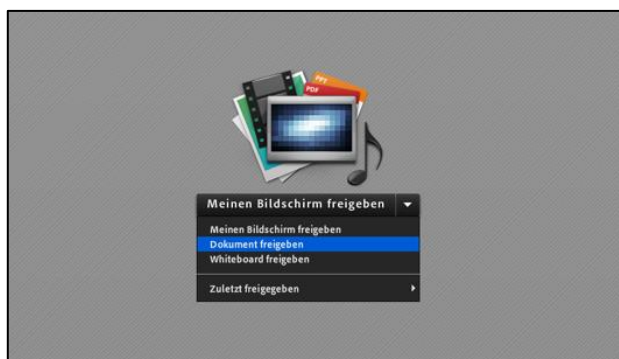 PPT
PDF
Meinen Bildschirm freigeben
Meinen Bildschirm freigeben
Dokument freigeben
Whiteboard freigeben
Zuletzt freigegeben